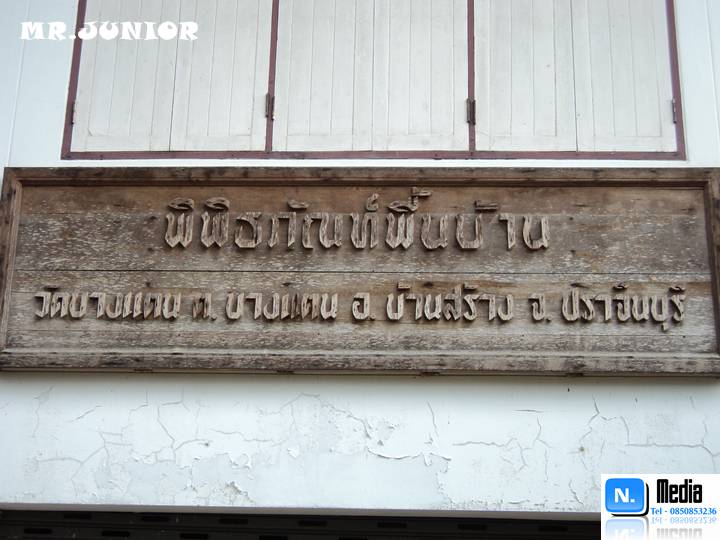 MR.JUNIOR
พิพิธภัณฑ์พื้นบ้าน
วัดบางแตน ต. บางแตน อ. บ้านสร้าง จ. ปราจีนบุรี
N. Media
Tel - 0850853236